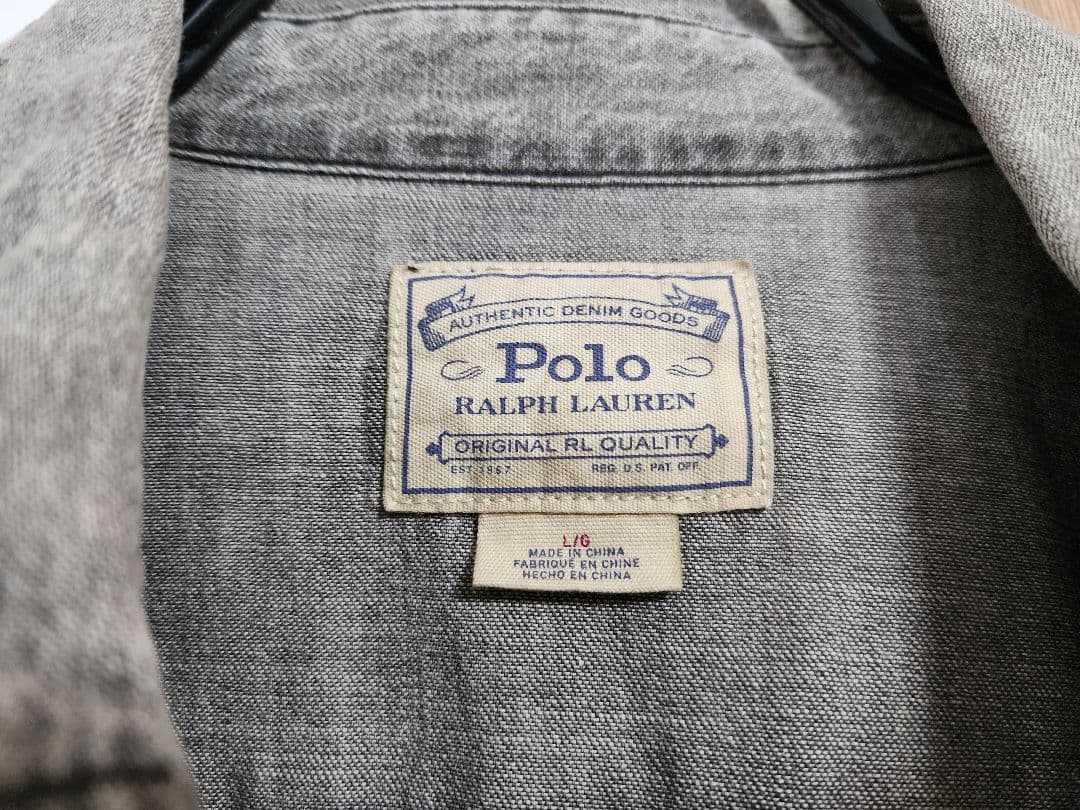 AUTHENTIC DENIM GOODS
Polo
RALPH LAUREN
ORIGINAL RL QUALITY
EST 1967 REG. U.S. PAT. OFF.
L/G
MADE IN CHINA
FABRIQUÉ EN CHINE
HECHO EN CHINA